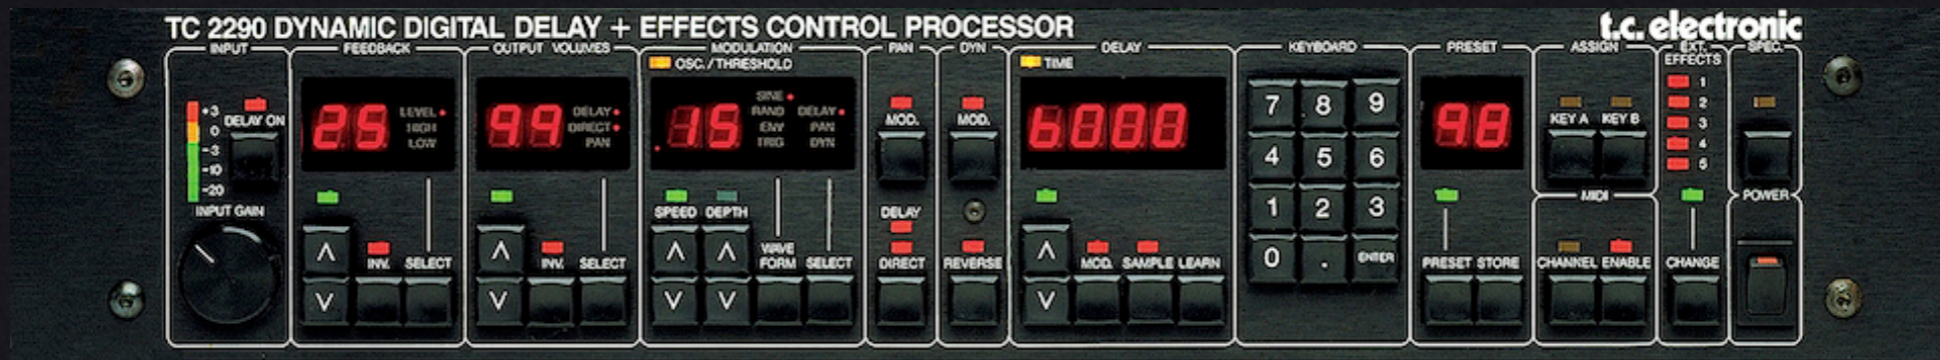 TC 2290 DYNAMIC DIGITAL DELAY + EFFECTS CONTROL PROCESSOR
t.c. electronic
INPUT
+3
0
-3
-10
-20
DELAY ON
INPUT GAIN
FEEDBACK
25
LEVEL
HIGH
LOW
∧
∨
INV.
SELECT
OUTPUT VOLUMES
99
DELAY
DIRECT
PAN
∧
∨
INV.
SELECT
MODULATION
OSC. / THRESHOLD
.15
SINE
RAND
ENV
TRIG
DELAY
PAN
DYN
SPEED
DEPTH
∧ ∧
∨ ∨
WAVE
FORM
SELECT
PAN
MOD.
DELAY
DIRECT
DYN
MOD.
REVERSE
DELAY
TIME
6000
∧
∨
MOD.
SAMPLE
LEARN
KEYBOARD
7 8 9
4 5 6
1 2 3
0 . ENTER
PRESET
98
PRESET STORE
ASSIGN
KEY A KEY B
MIDI
CHANNEL ENABLE
EXT.
EFFECTS
1
2
3
4
5
CHANGE
SPEC.
POWER